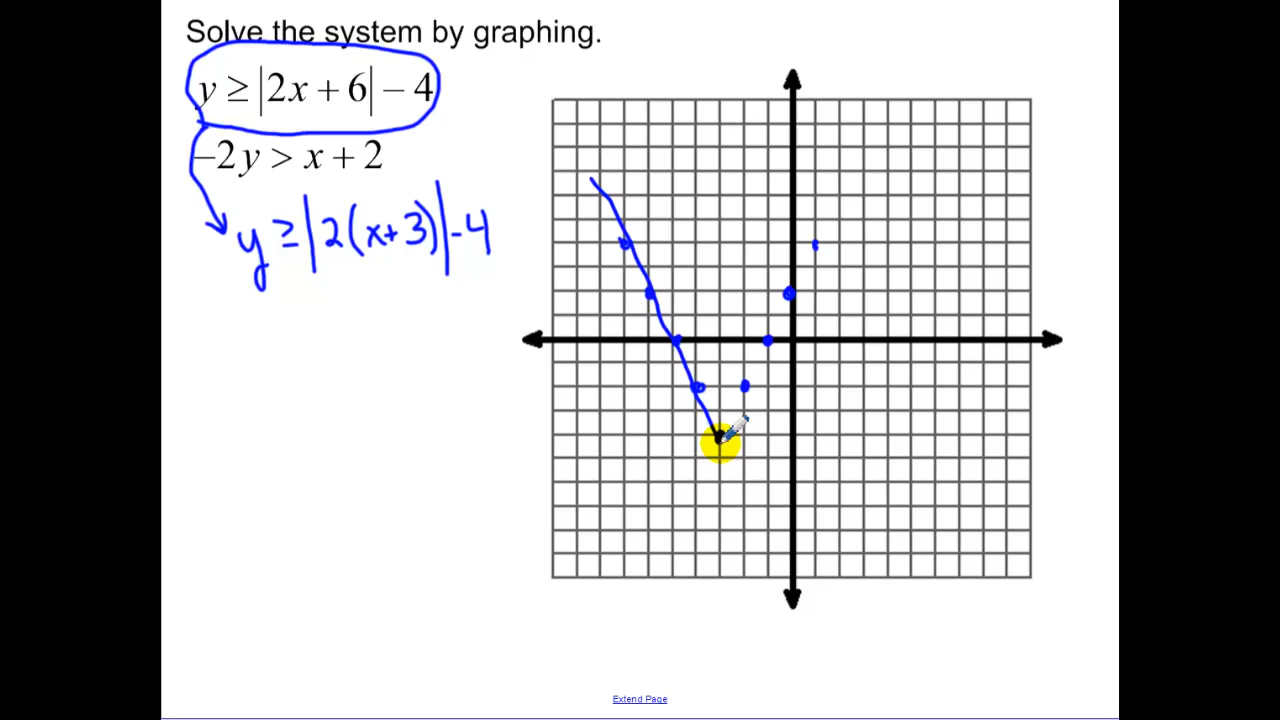 Solve the system by graphing.
y ≥ |2x + 6| − 4
−2y > x + 2
y ≥ |2(x+3)|-4
Extend Page